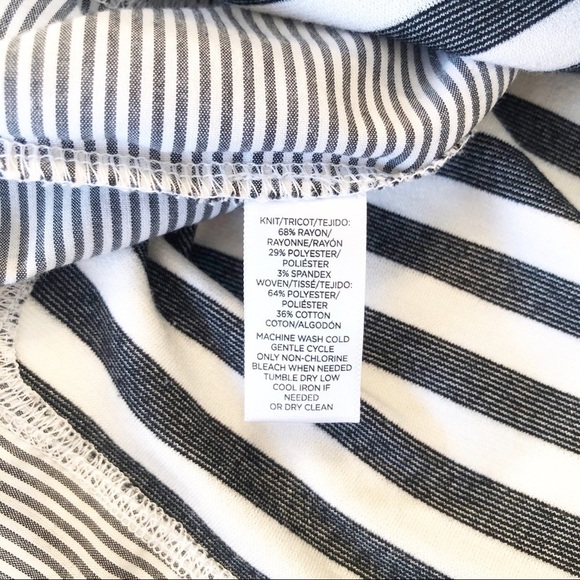 KNIT/TRICOT/TEJIDO:
68% RAYON/
RAYONNE/RAYÓN
29% POLYESTER/
POLIÉSTER
3% SPANDEX
WOVEN/TISSÉ/TEJIDO:
64% POLYESTER/
POLIÉSTER
36% COTTON
COTON/ALGODÓN
MACHINE WASH COLD
GENTLE CYCLE
ONLY NON-CHLORINE
BLEACH WHEN NEEDED
TUMBLE DRY LOW
COOL IRON IF
NEEDED
OR DRY CLEAN